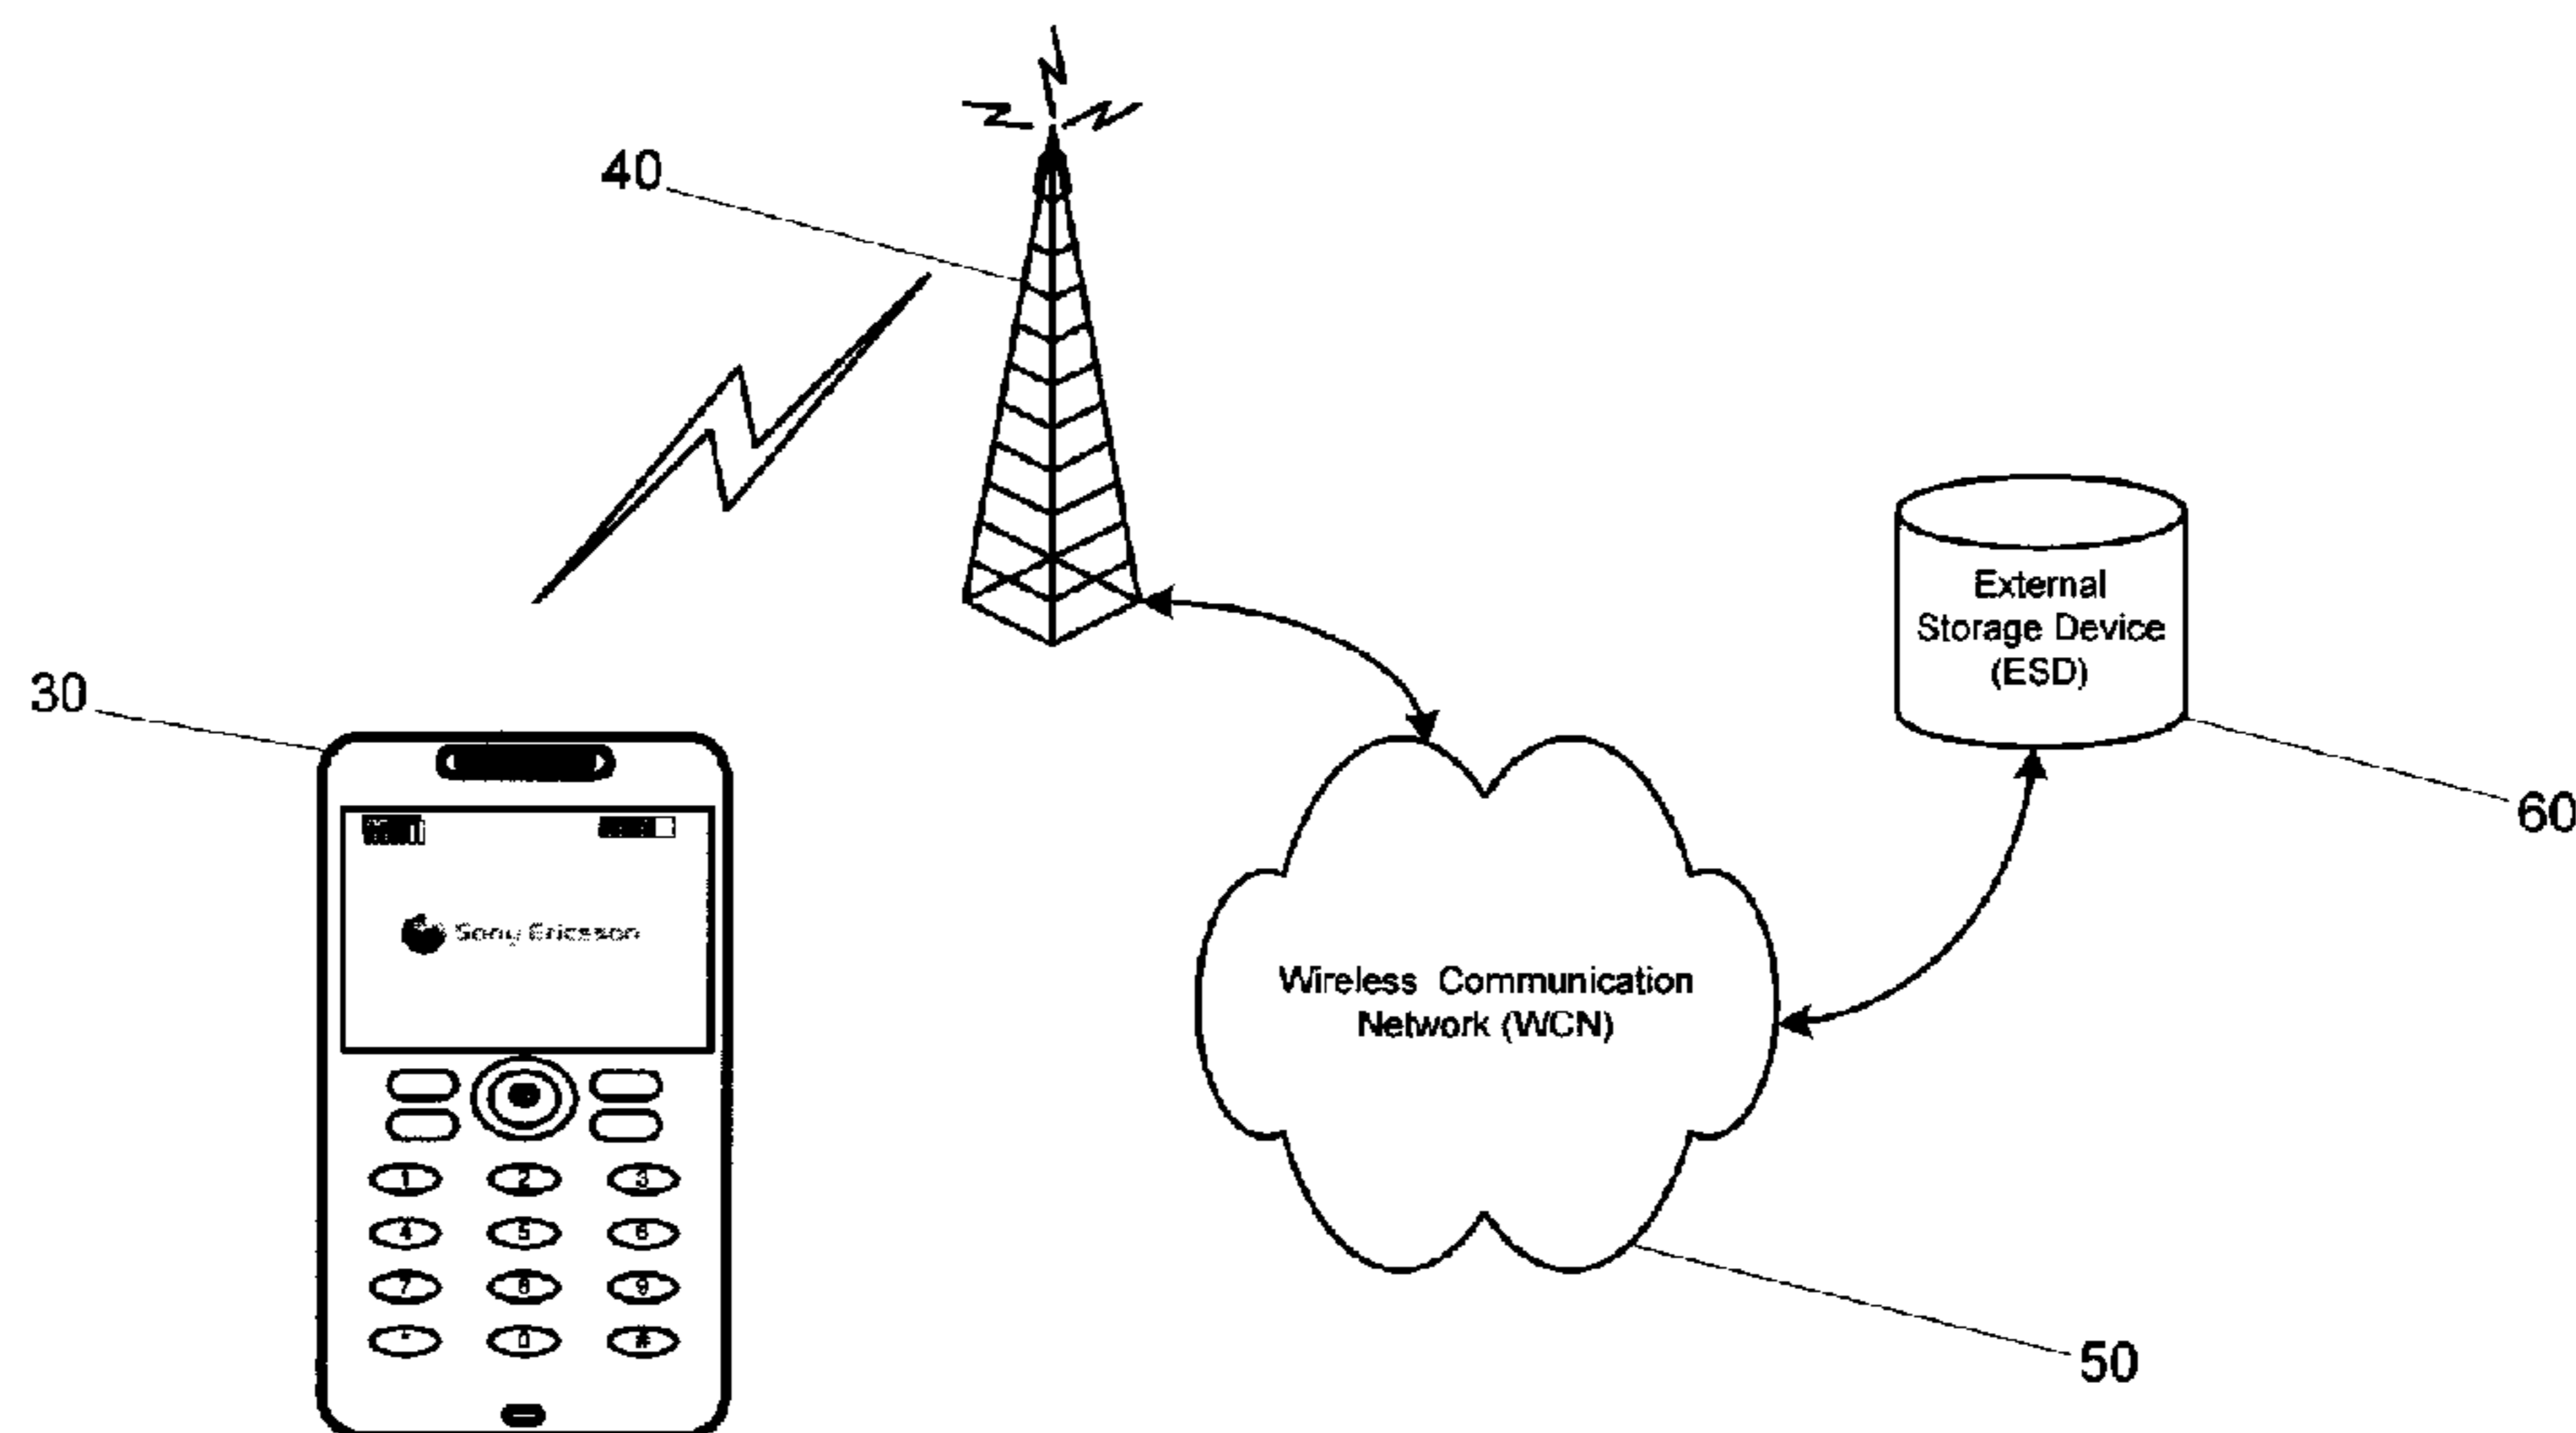 40
30
Sony Ericsson
1 2 3
4 5 6
7 8 9
* 0 #
External
Storage Device
(ESD)
60
Wireless Communication
Network (WCN)
50